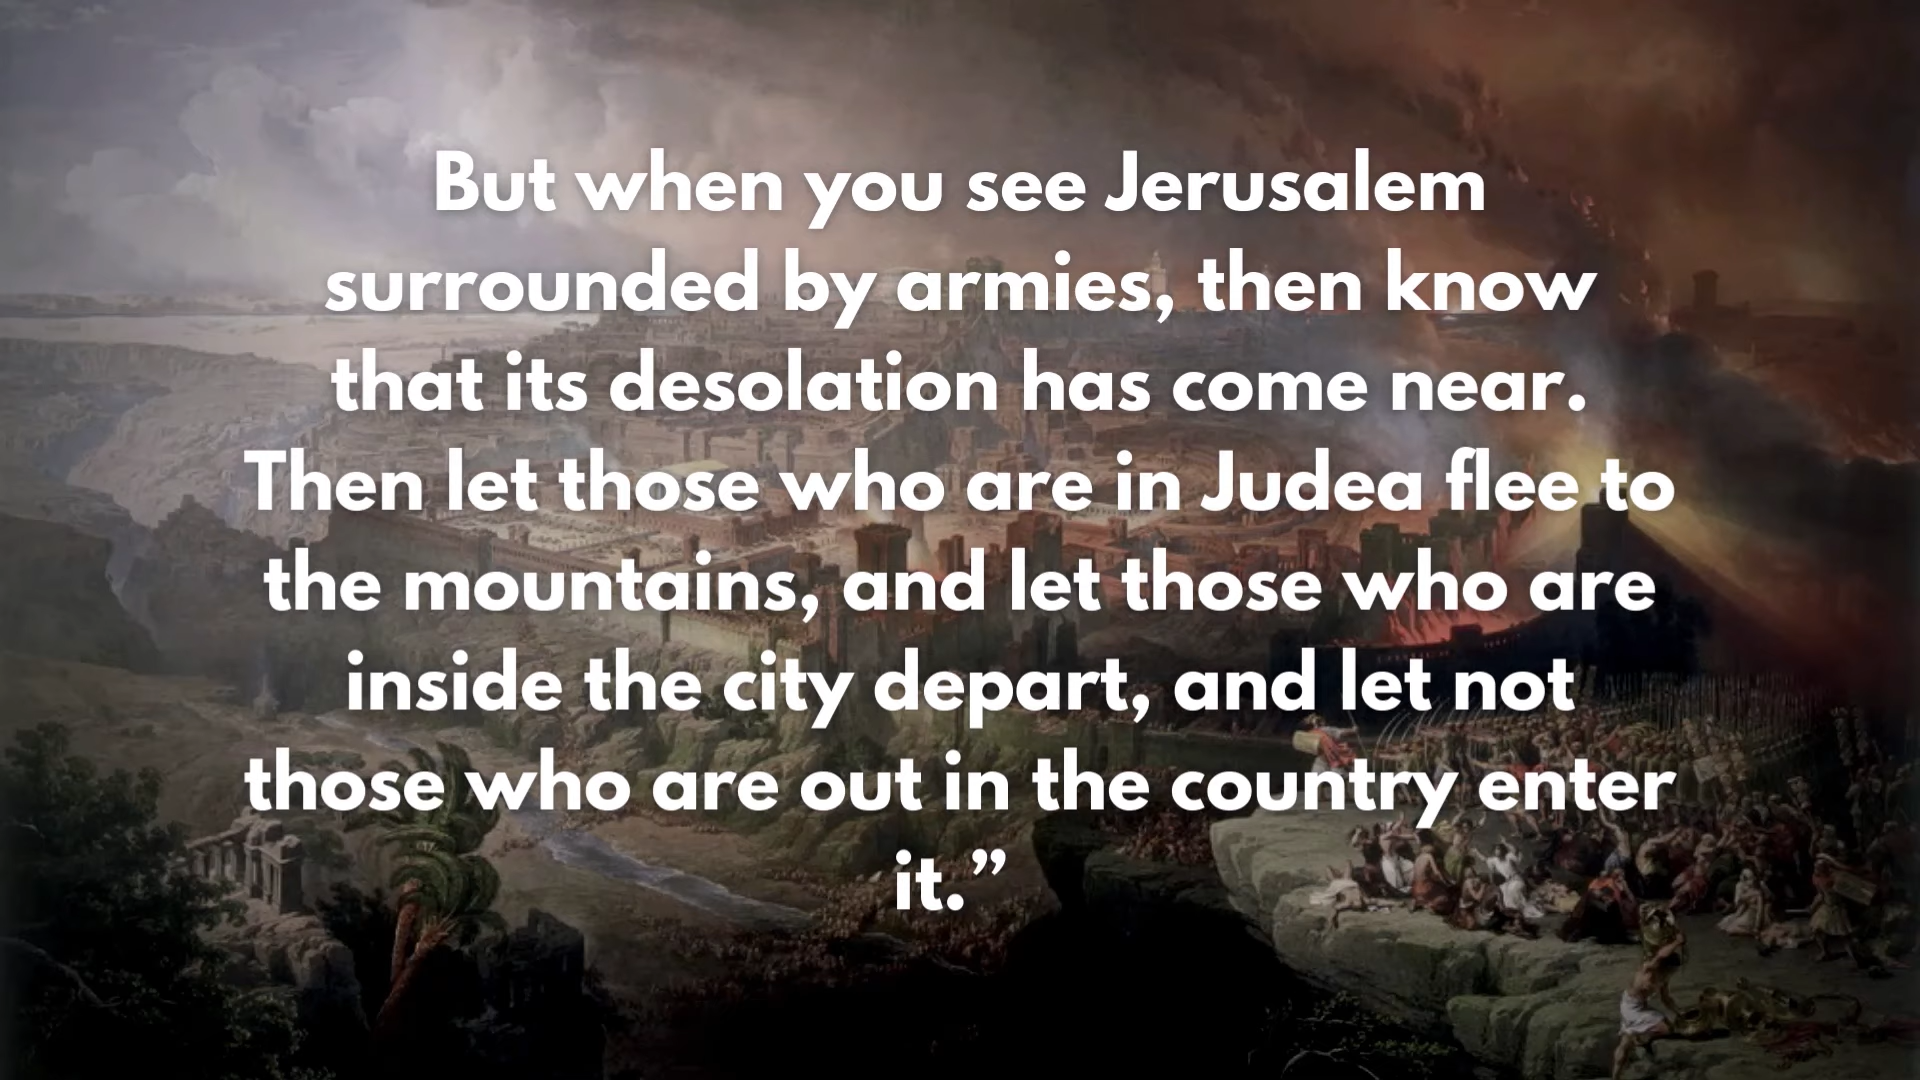 But when you see Jerusalem
surrounded by armies, then know
that its desolation has come near.
Then let those who are in Judea flee to
the mountains, and let those who are
inside the city depart, and let not
those who are out in the country enter
it.”